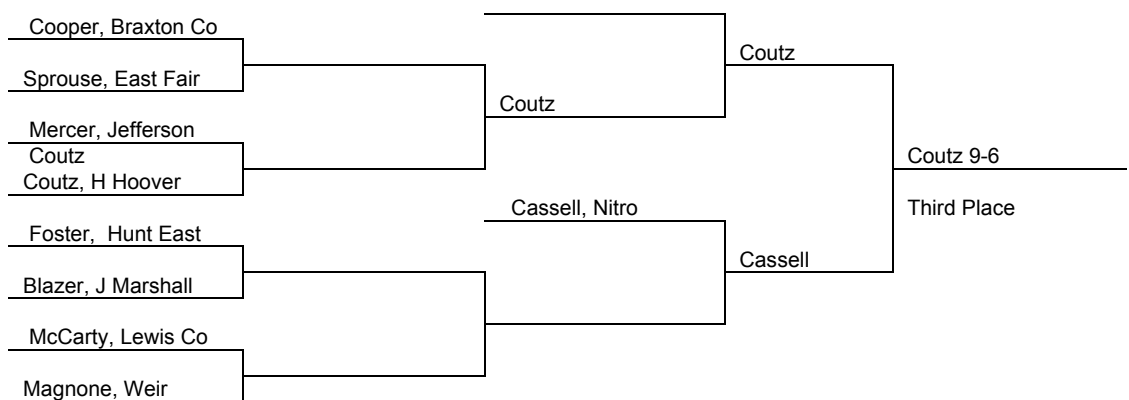 Cooper, Braxton Co
Sprouse, East Fair
Mercer, Jefferson
Coutz
Coutz, H Hoover
Foster, Hunt East
Blazer, J Marshall
McCarty, Lewis Co
Magnone, Weir
Coutz
Cassell, Nitro
Coutz
Cassell
Coutz 9-6
Third Place